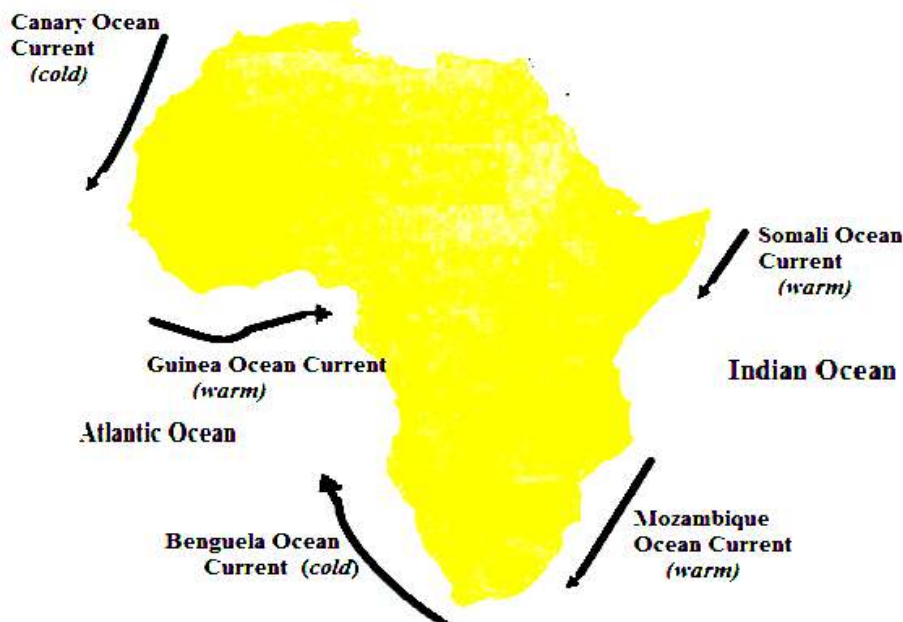 Canary Ocean
Current
(cold)
Somali Ocean
Current
(warm)
Guinea Ocean Current
(warm)
Indian Ocean
Atlantic Ocean
Benguela Ocean
Current (cold)
Mozambique
Ocean Current
(warm)